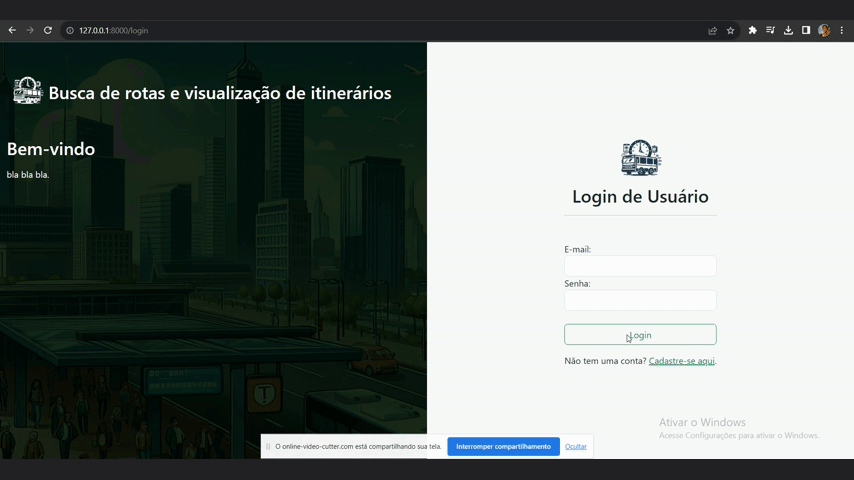 127.0.0.1:8000/login
Busca de rotas e visualização de itinerários
Bem-vindo
bla bla bla.
Login de Usuário
E-mail:
Senha:
Login
Não tem uma conta? Cadastre-se aqui.
Ativar o Windows
Acesse Configurações para ativar o Windows.
O online-video-cutter.com está compartilhando sua tela.
Interromper compartilhamento
Ocultar
T